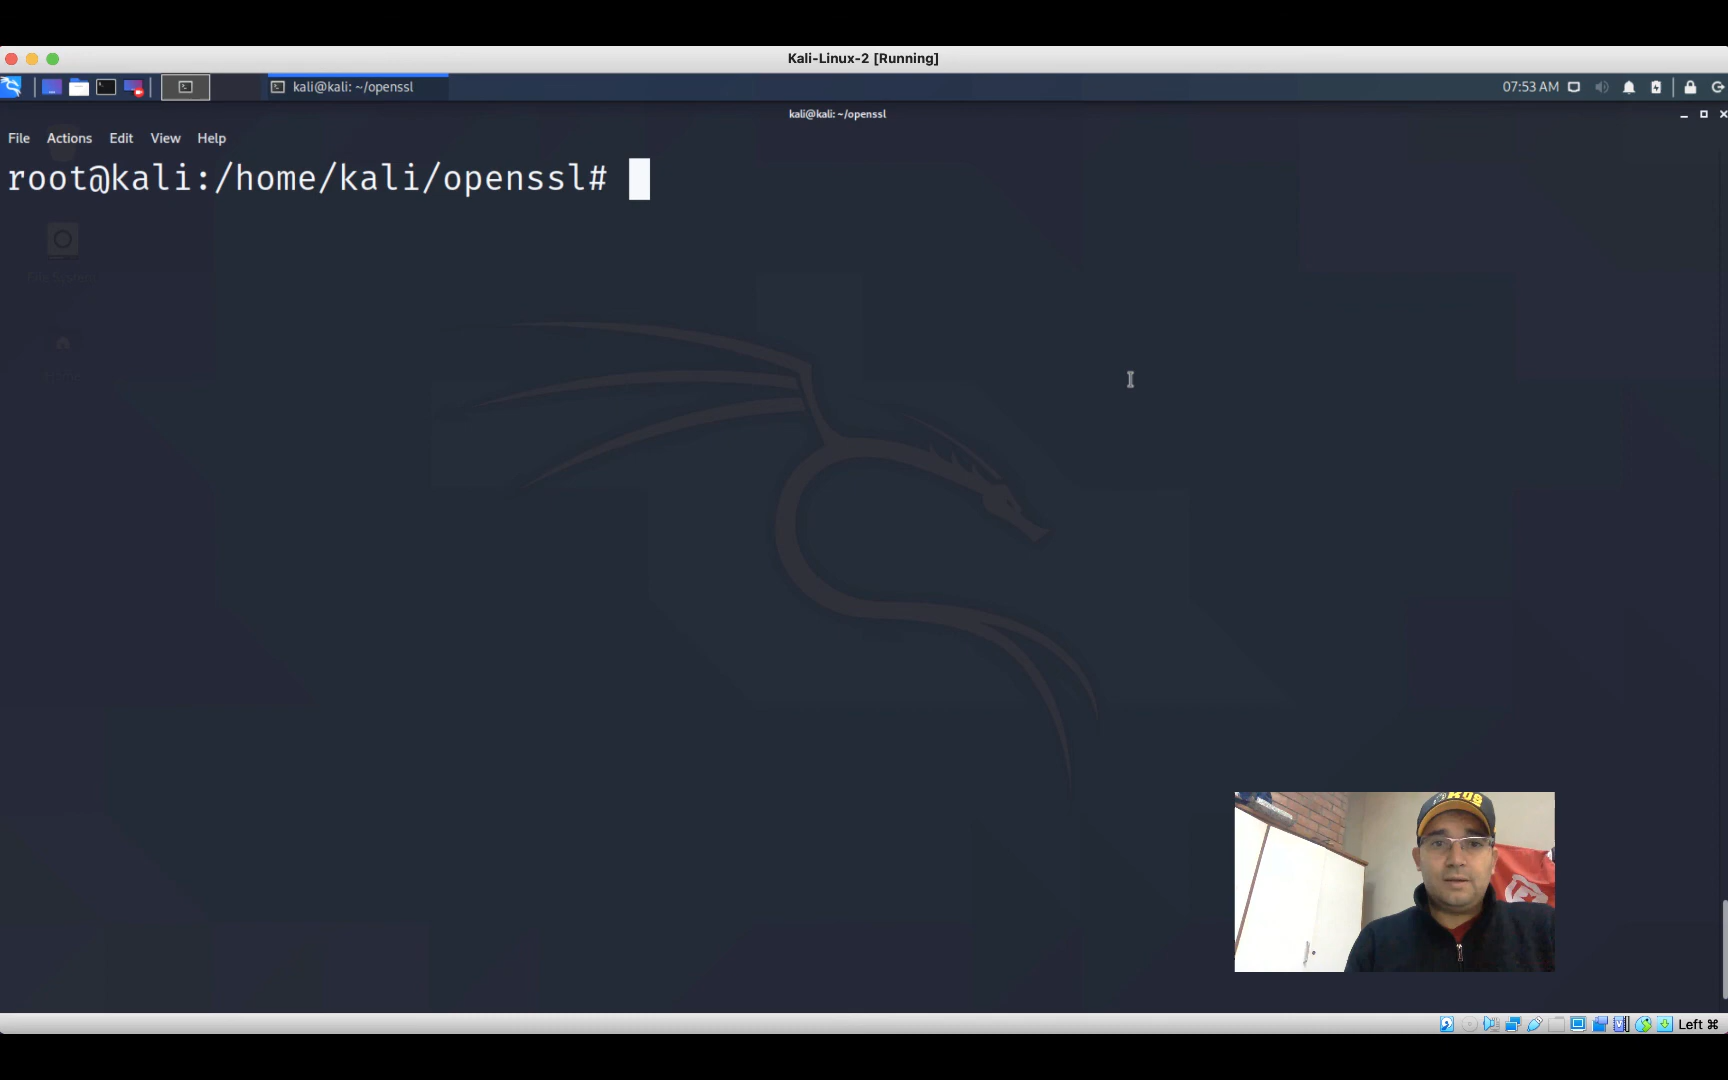 Kali-Linux-2 [Running]
kali@kali: ~/openssl
07:53 AM
kali@kali: ~/openssl
File Actions Edit View Help
root@kali:/home/kali/openssl#
Left ⌘